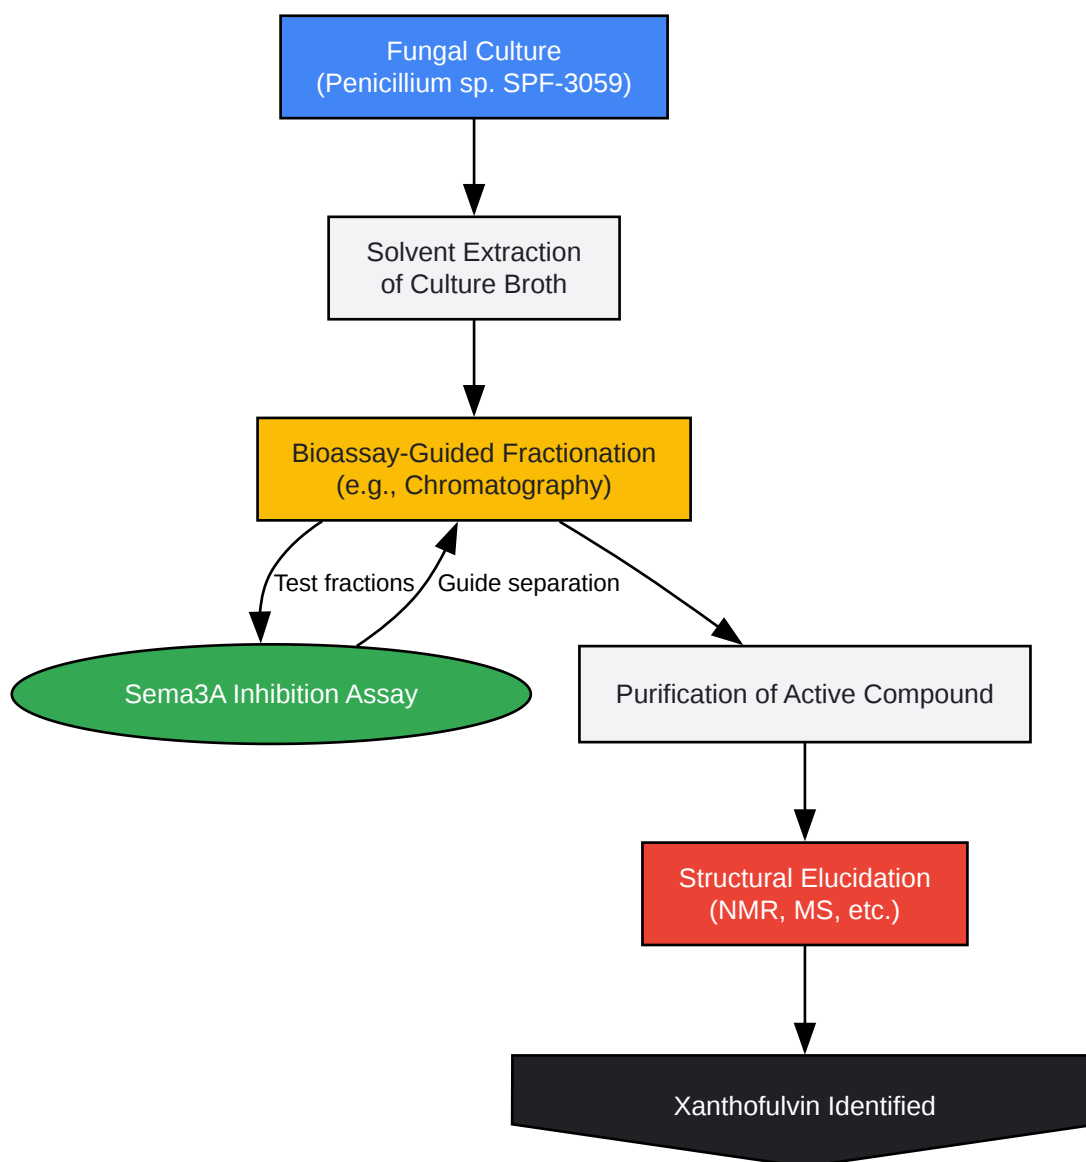 Fungal Culture
(Penicillium sp. SPF-3059)
Solvent Extraction
of Culture Broth
Bioassay-Guided Fractionation
(e.g., Chromatography)
Test fractions
Guide separation
Sema3A Inhibition Assay
Purification of Active Compound
Structural Elucidation
(NMR, MS, etc.)
Xanthofulvin Identified